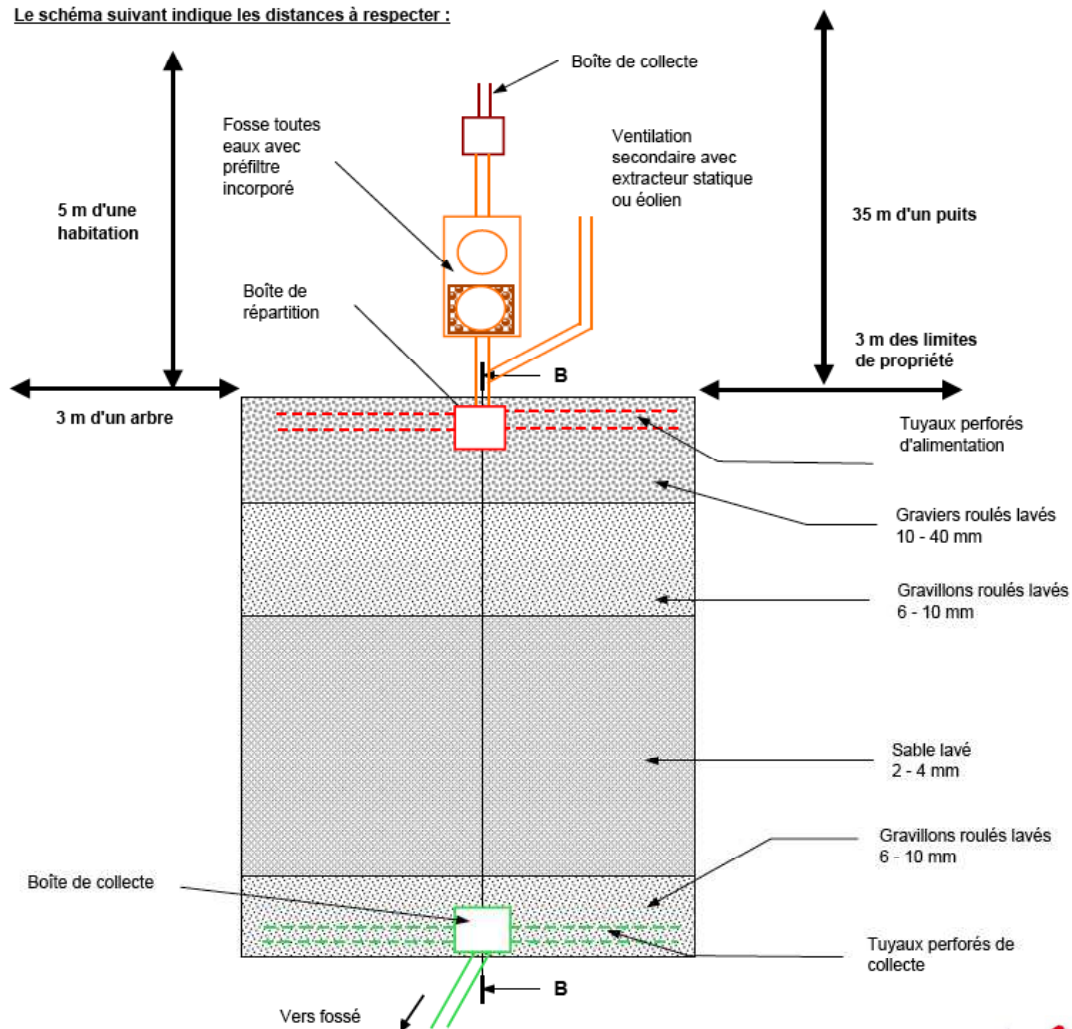 Le schéma suivant indique les distances à respecter :
Boîte de collecte
Fosse toutes
eaux avec
préfiltre
incorporé
Ventilation
secondaire avec
extracteur statique
ou éolien
5 m d'une
habitation
35 m d'un puits
Boîte de
répartition
3 m des limites
de propriété
B
3 m d'un arbre
Tuyaux perforés
d'alimentation
Graviers roulés lavés
10 - 40 mm
Gravillons roulés lavés
6 - 10 mm
Sable lavé
2 - 4 mm
Gravillons roulés lavés
6 - 10 mm
Boîte de collecte
Tuyaux perforés de
collecte
B
Vers fossé